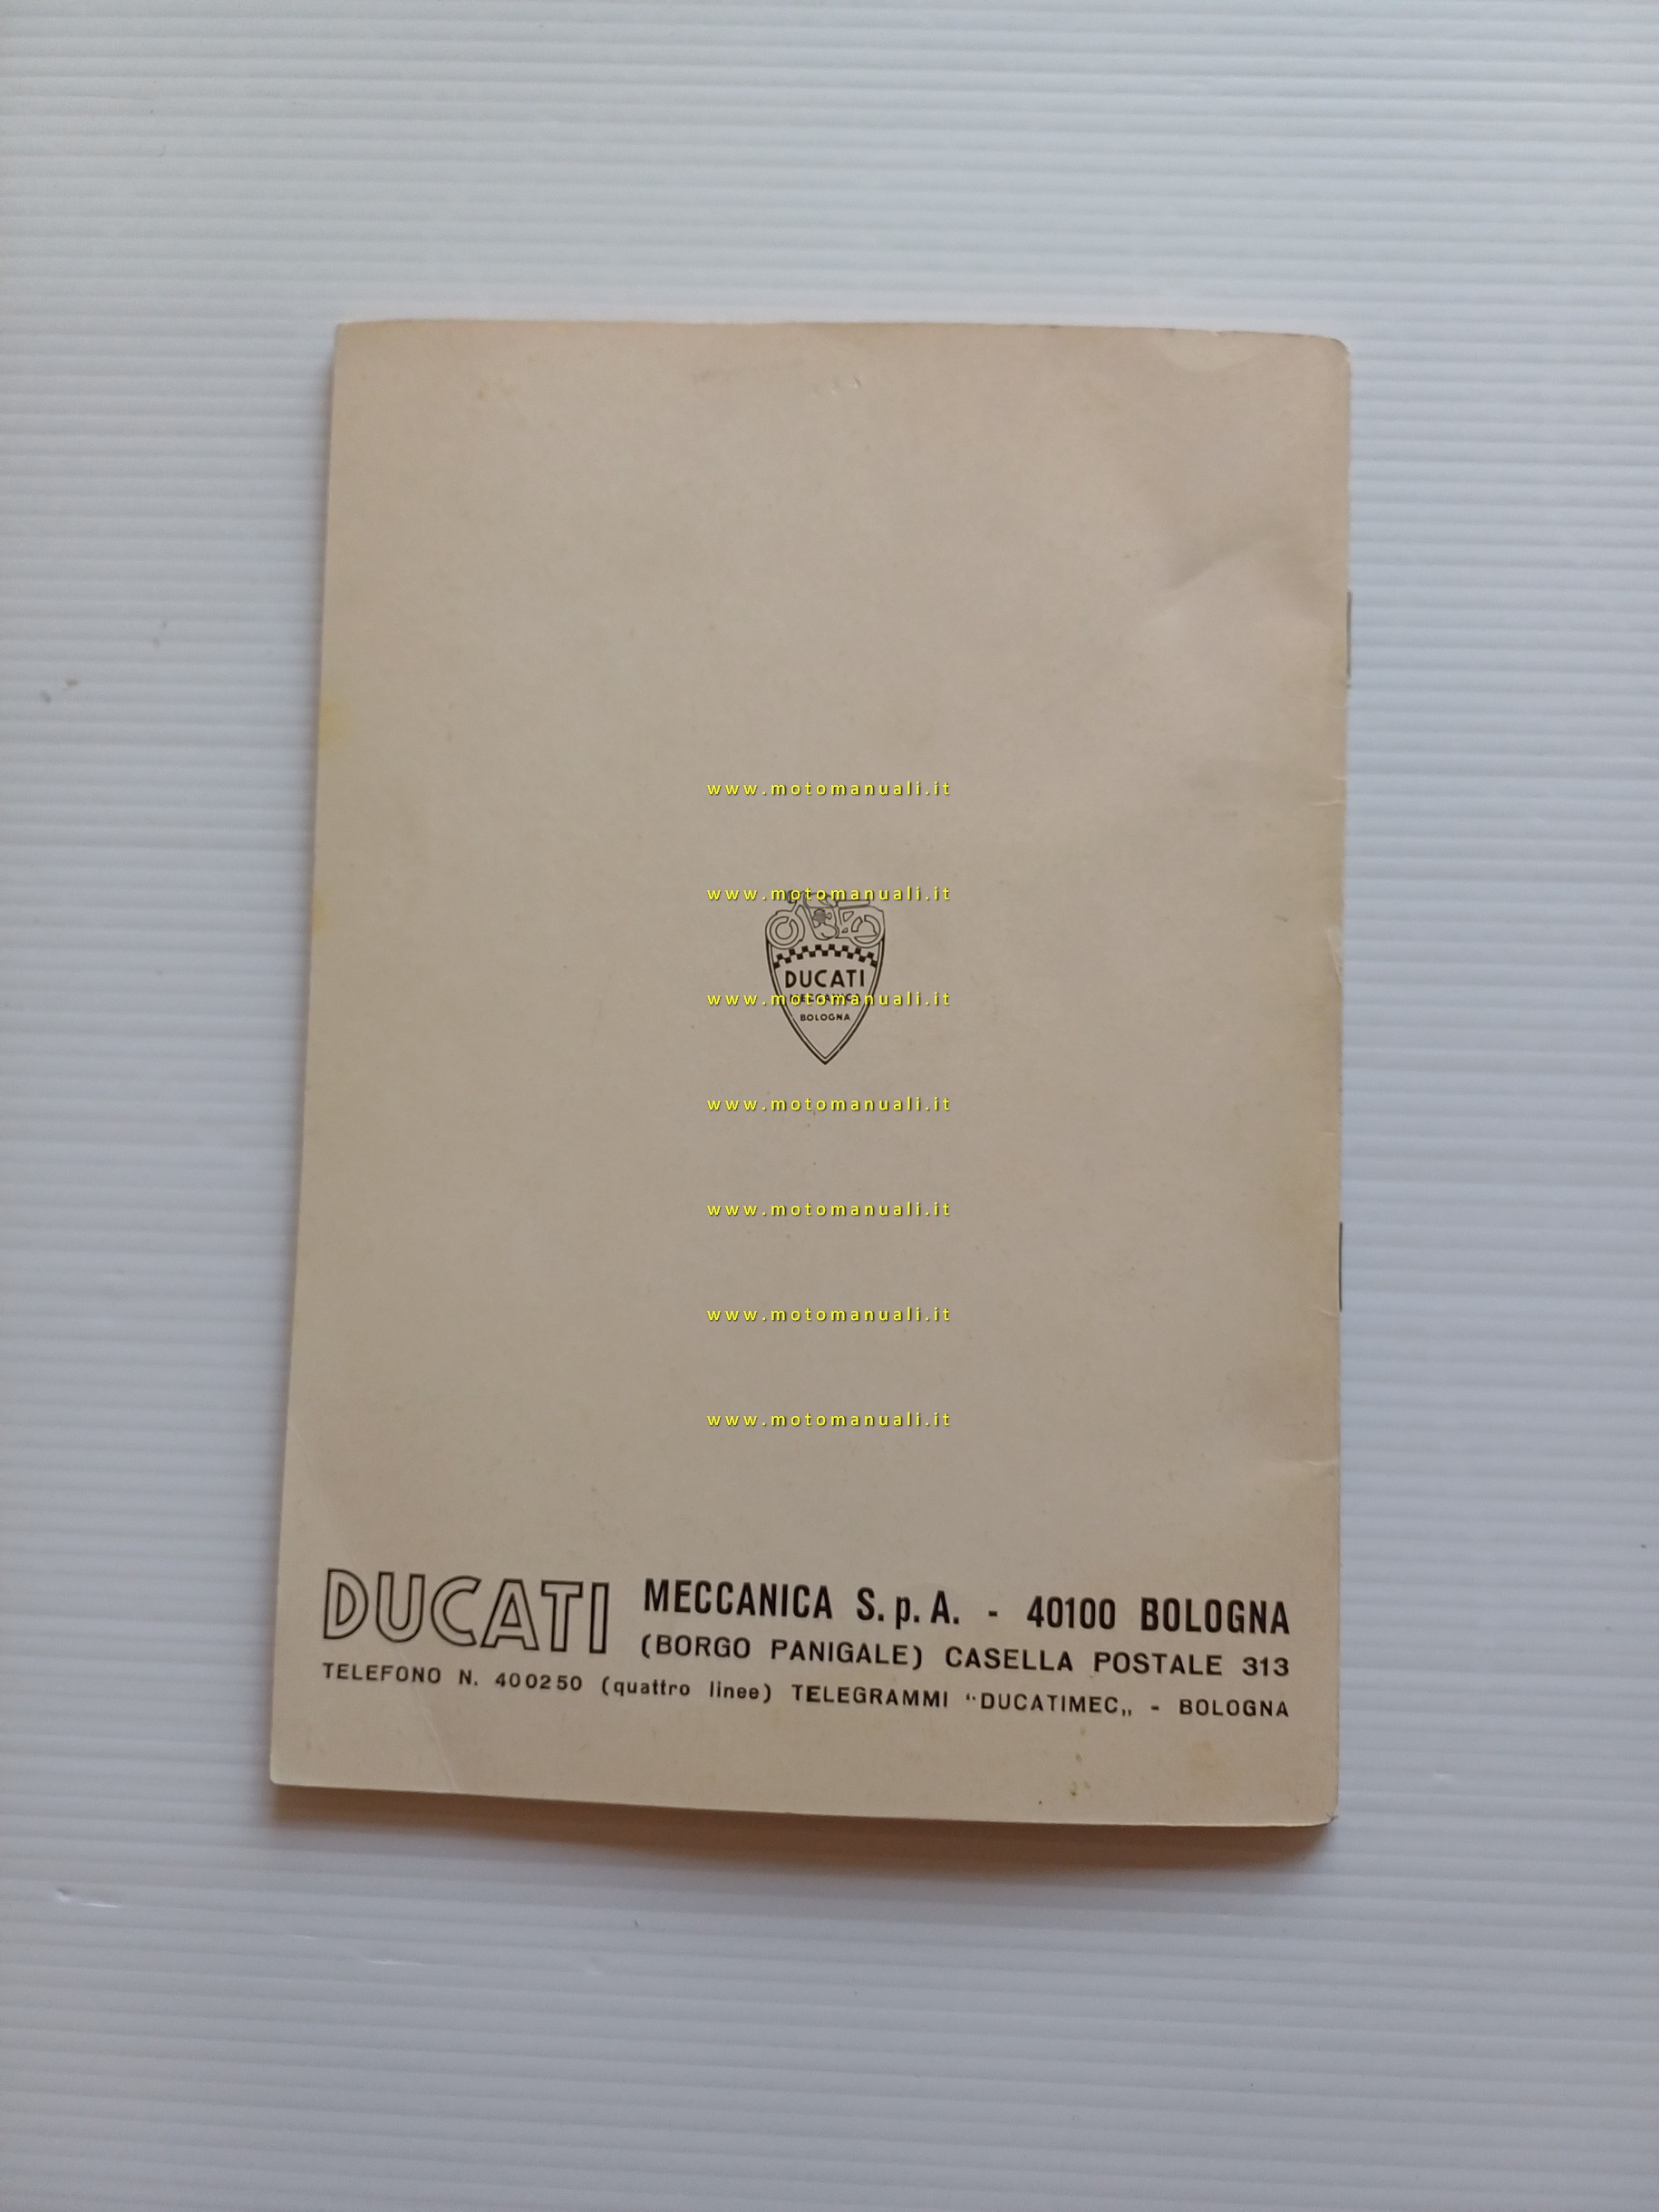 www.motomanuali.it
www.motomanuali.it
DUCATI
www.motomanuali.it
BOLOGNA
www.motomanuali.it
www.motomanuali.it
www.motomanuali.it
www.motomanuali.it
DUCATI MECCANICA S.p.A. - 40100 BOLOGNA
(BORGO PANIGALE) CASELLA POSTALE 313
TELEFONO N. 400250 (quattro linee) TELEGRAMMI “DUCATIMEC„ - BOLOGNA